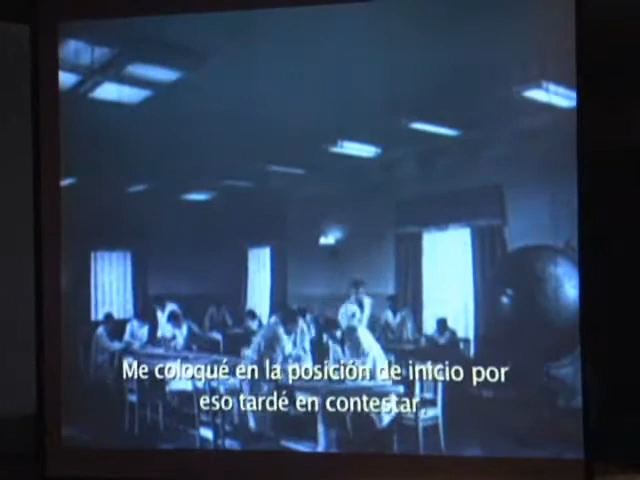 Me coloqué en la posición de inicio por
eso tardé en contestar